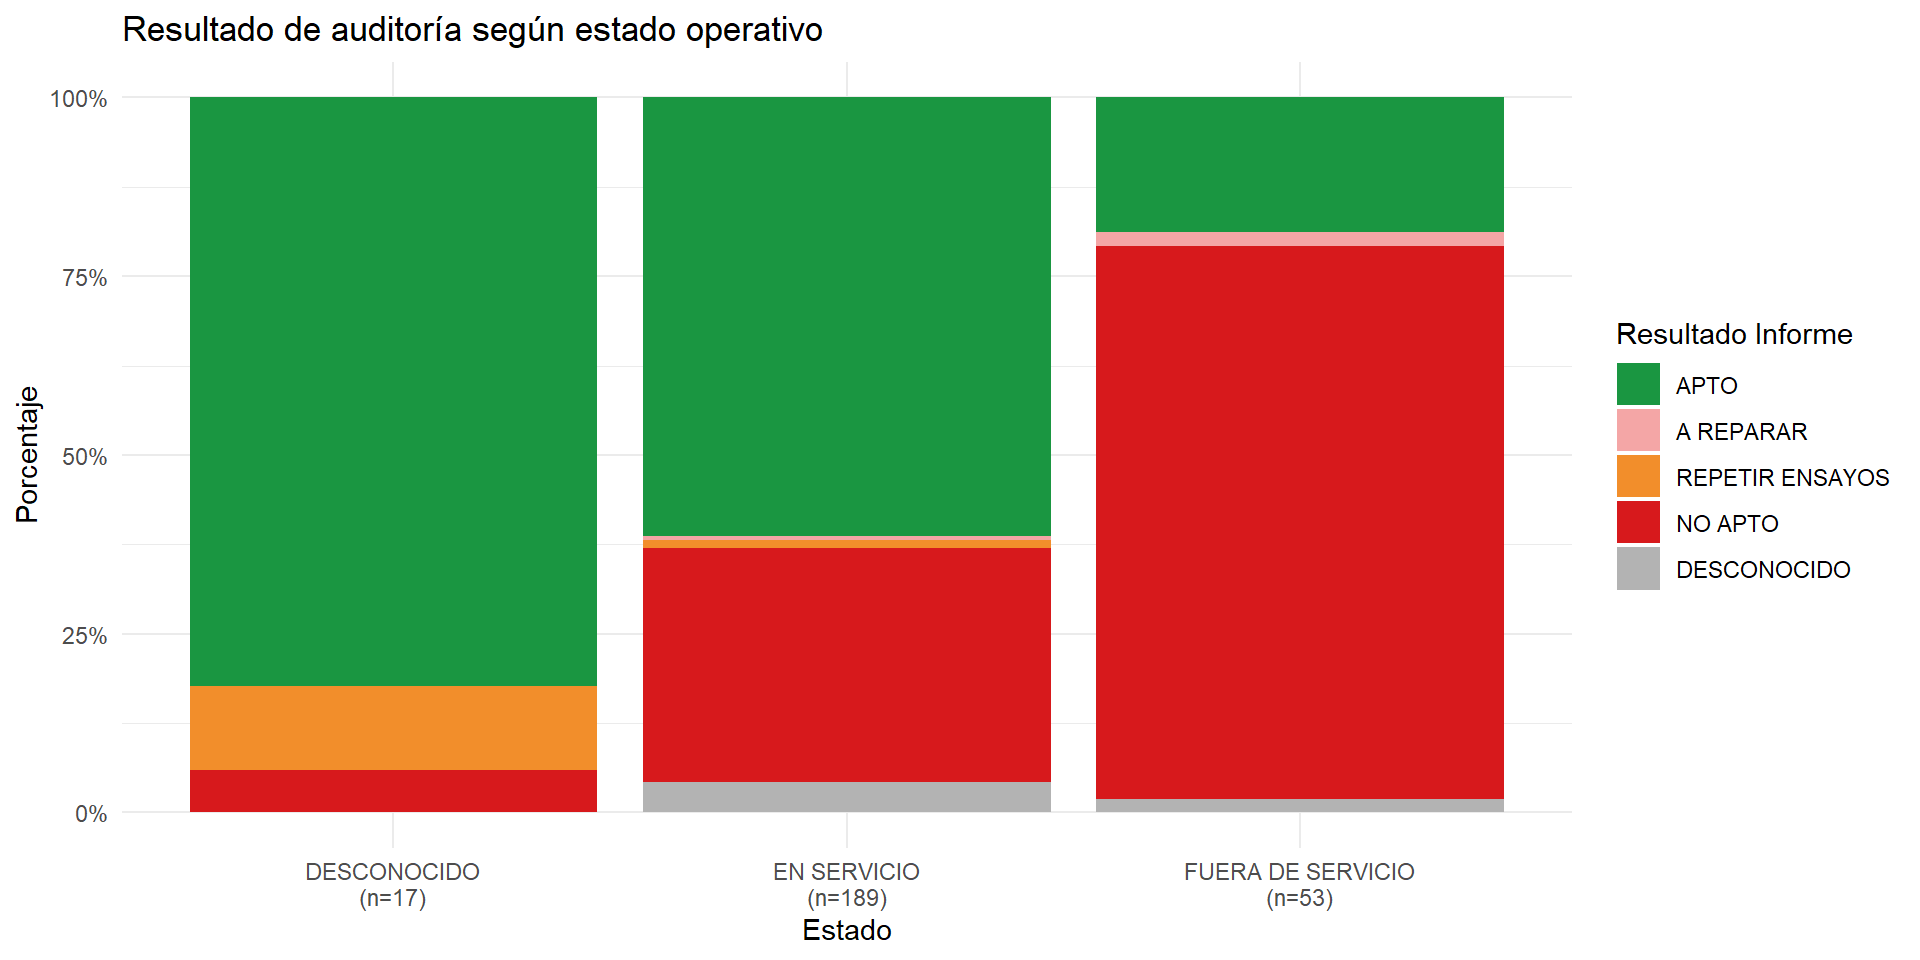 Resultado de auditoría según estado operativo
100%
75%
50%
25%
0%
Porcentaje
DESCONOCIDO
(n=17)
EN SERVICIO
(n=189)
FUERA DE SERVICIO
(n=53)
Estado
Resultado Informe
APTO
A REPARAR
REPETIR ENSAYOS
NO APTO
DESCONOCIDO